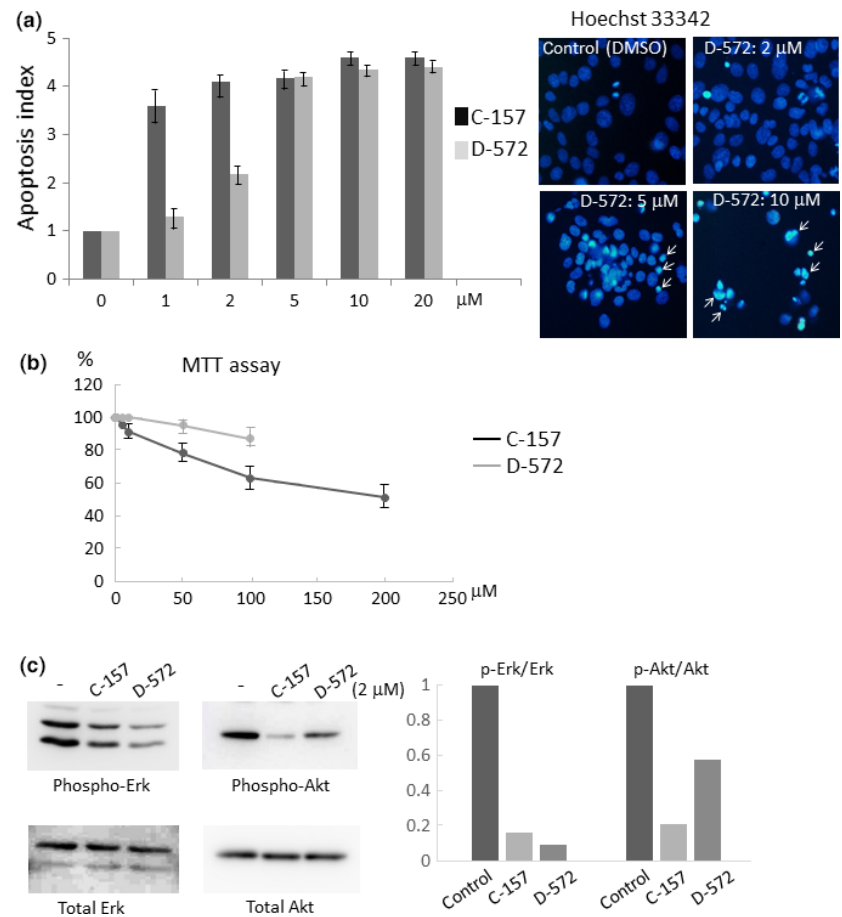 (a)
Apoptosis index
5
4
3
2
1
0
0 1 2 5 10 20 μM
C-157
D-572
Hoechst 33342
Control (DMSO)
D-572: 2 μM
D-572: 5 μM
D-572: 10 μM
(b)
%
MTT assay
120
100
80
60
40
20
0
0 50 100 150 200 250 μM
C-157
D-572
(c)
- C-157 D-572
Phospho-Erk
Total Erk
- C-157 D-572 (2 μM)
Phospho-Akt
Total Akt
p-Erk/Erk p-Akt/Akt
1
0.8
0.6
0.4
0.2
0
Control C-157 D-572 Control C-157 D-572